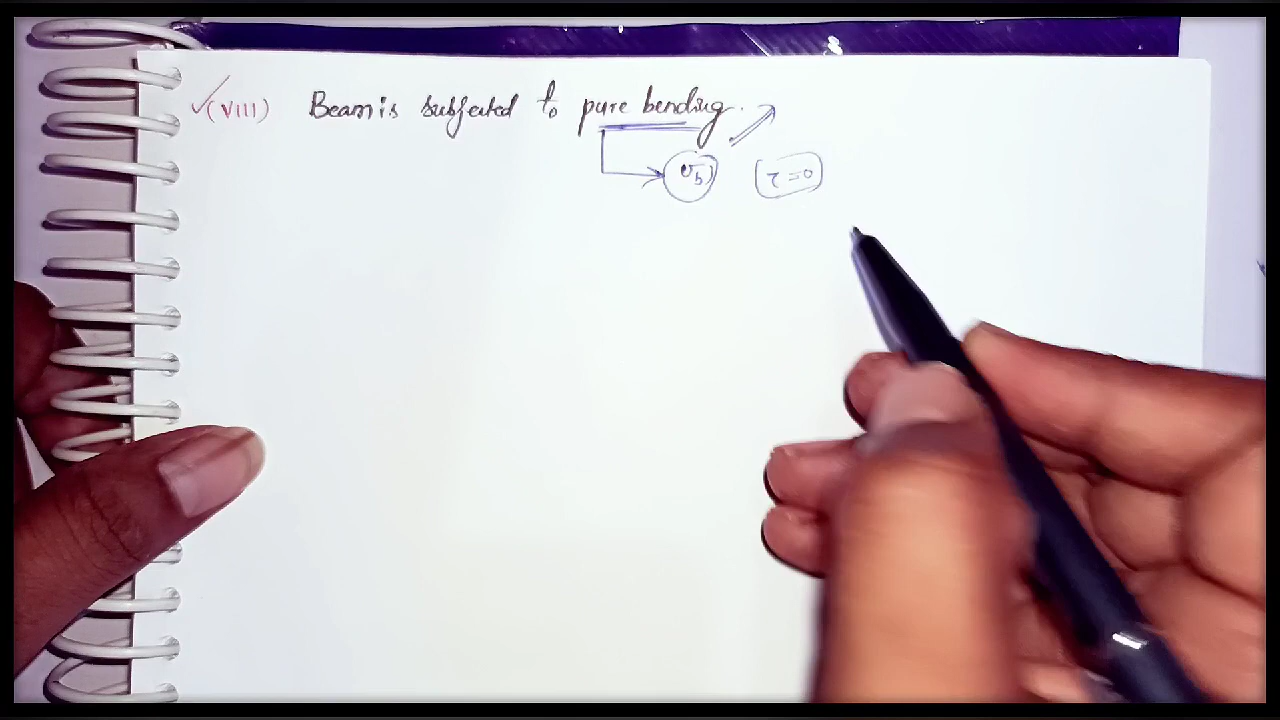 (VIII) Beam is subjected to pure bending.
σb τ=0